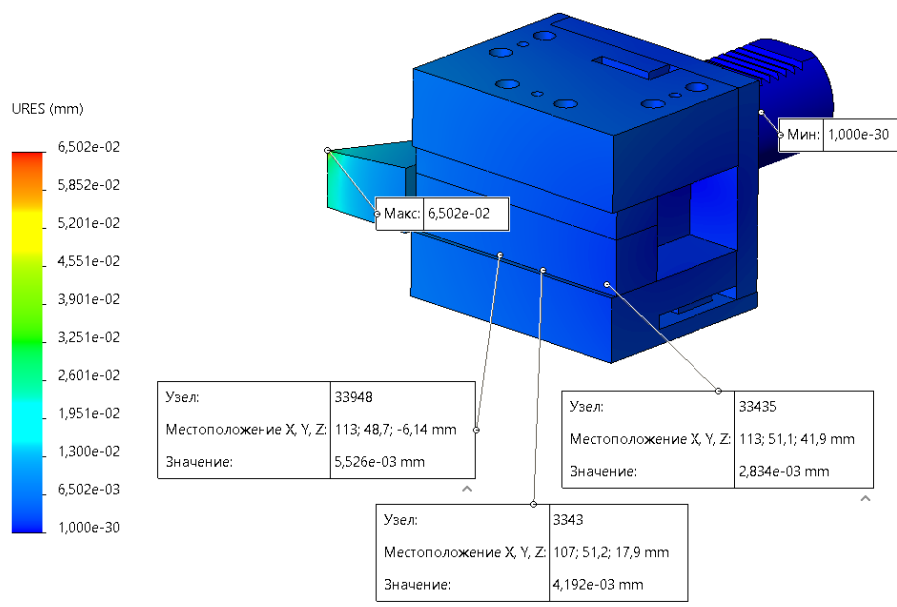 URES (mm)
6,502e-02
5,852e-02
5,201e-02
4,551e-02
3,901e-02
3,251e-02
2,601e-02
1,951e-02
1,300e-02
6,502e-03
1,000e-30
Мин: 1,000e-30
Макс: 6,502e-02
Узел: 33948
Местоположение X, Y, Z: 113; 48,7; -6,14 mm
Значение: 5,526e-03 mm
Узел: 33435
Местоположение X, Y, Z: 113; 51,1; 41,9 mm
Значение: 2,834e-03 mm
Узел: 3343
Местоположение X, Y, Z: 107; 51,2; 17,9 mm
Значение: 4,192e-03 mm